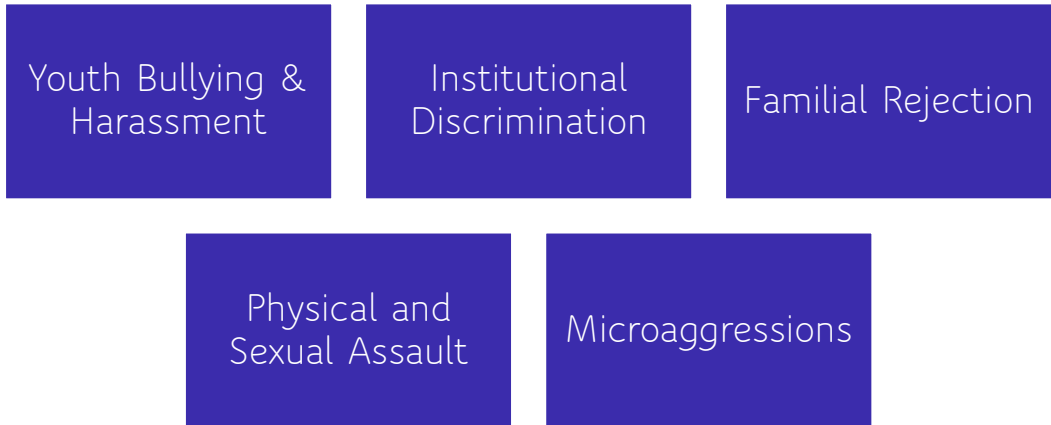 Youth Bullying &
Harassment
Institutional
Discrimination
Familial Rejection
Physical and
Sexual Assault
Microaggressions